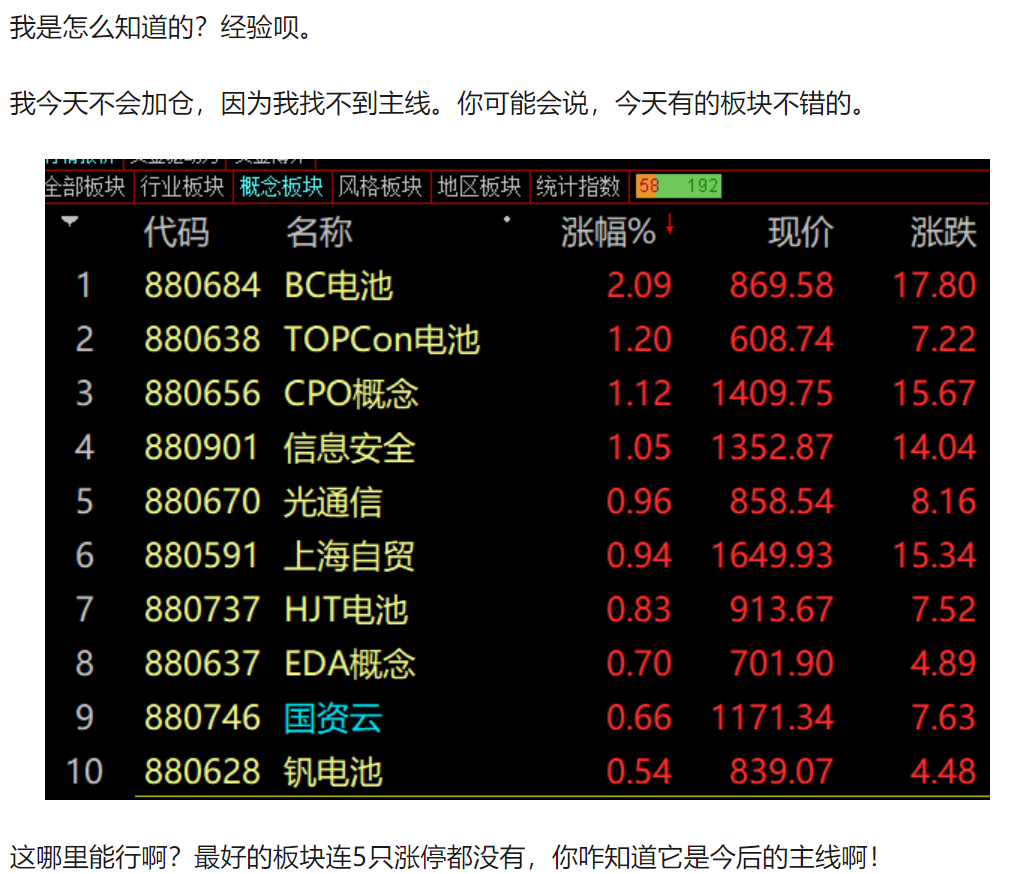 我是怎么知道的？经验呗。
我今天不会加仓，因为我找不到主线。你可能会说，今天有的板块不错的。
全部板块 行业板块 概念板块 风格板块 地区板块 统计指数 58 192
代码 名称 涨幅%↓ 现价 涨跌
1 880684 BC电池 2.09 869.58 17.80
2 880638 TOPCon电池 1.20 608.74 7.22
3 880656 CPO概念 1.12 1409.75 15.67
4 880901 信息安全 1.05 1352.87 14.04
5 880670 光通信 0.96 858.54 8.16
6 880591 上海自贸 0.94 1649.93 15.34
7 880737 HJT电池 0.83 913.67 7.52
8 880637 EDA概念 0.70 701.90 4.89
9 880746 国资云 0.66 1171.34 7.63
10 880628 钒电池 0.54 839.07 4.48
这哪里能行啊？最好的板块连5只涨停都没有，你咋知道它是今后的主线啊！